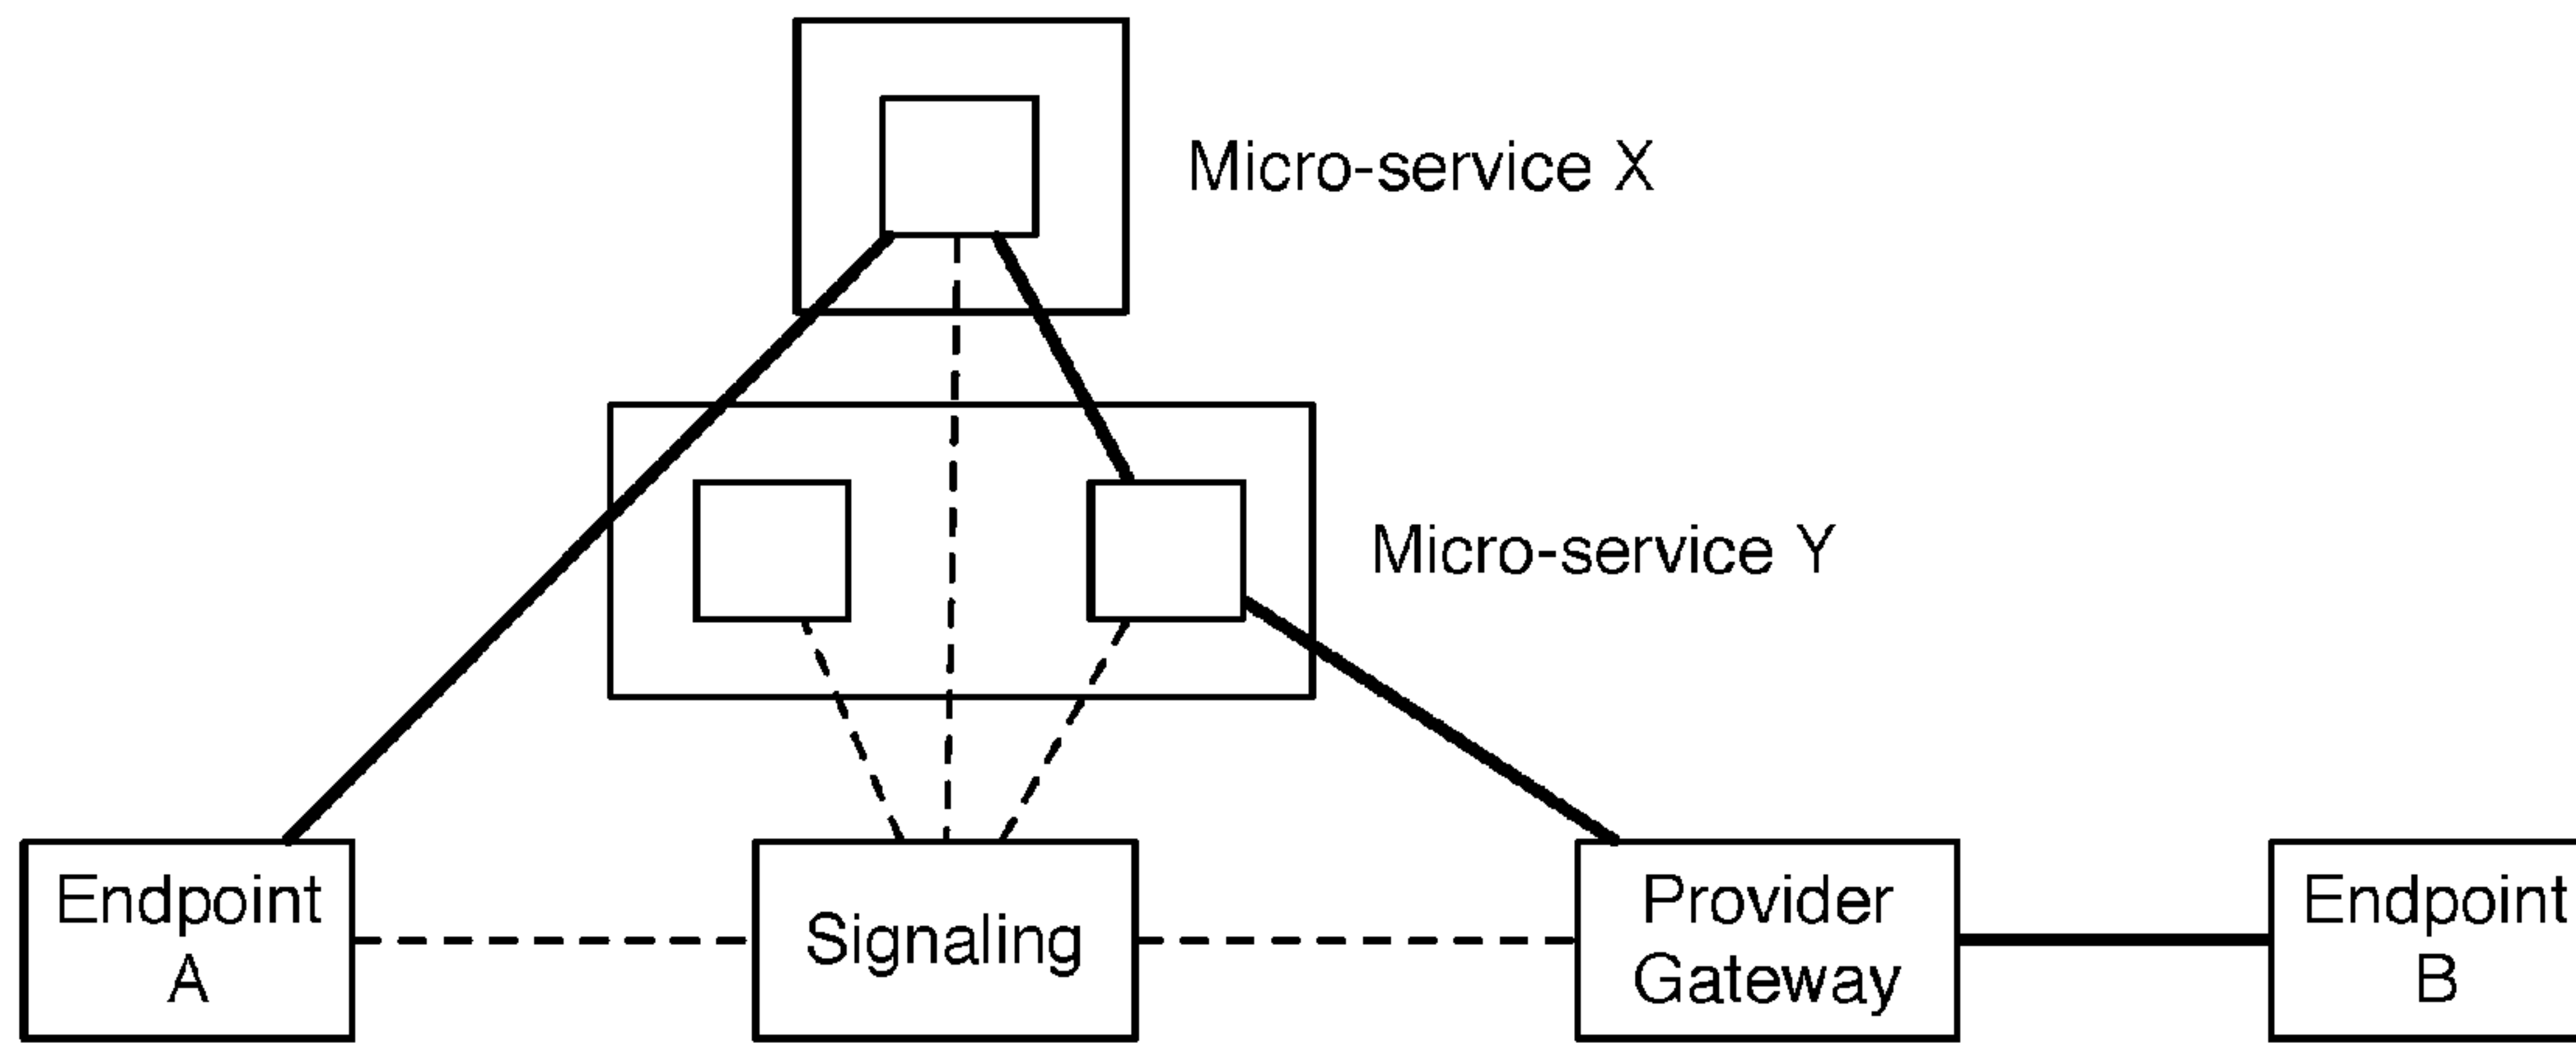 Micro-service X
Micro-service Y
Endpoint
A
Signaling
Provider
Gateway
Endpoint
B